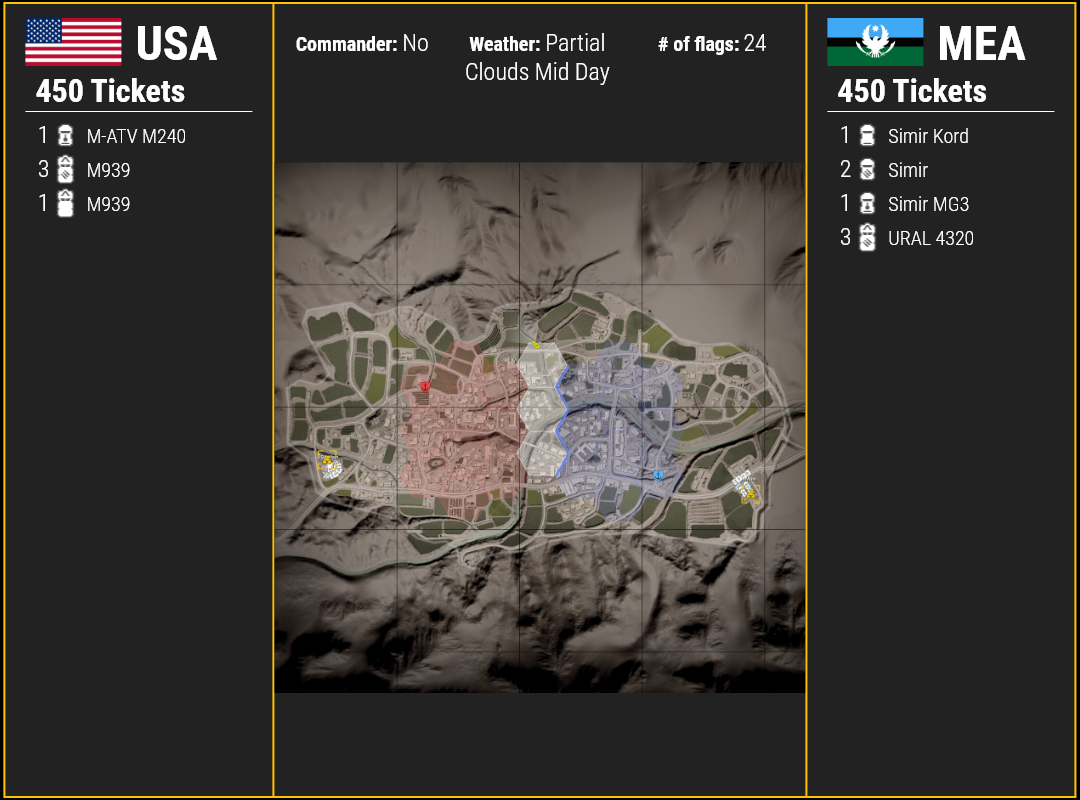 USA
450 Tickets
1 M-ATV M240
3 M939
1 M939
Commander: No
Weather: Partial
Clouds Mid Day
# of flags: 24
MEA
450 Tickets
1 Simir Kord
2 Simir
1 Simir MG3
3 URAL 4320